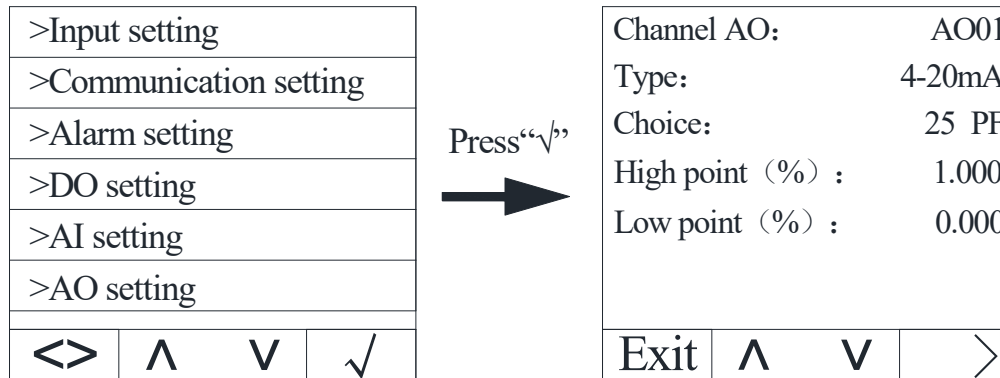 >Input setting
>Communication setting
>Alarm setting
>DO setting
>AI setting
>AO setting
<> ∧ ∨ √
Press“√”
Channel AO： AO01
Type： 4-20mA
Choice： 25 PF
High point（%）： 1.000
Low point（%）： 0.000
Exit ∧ ∨ >